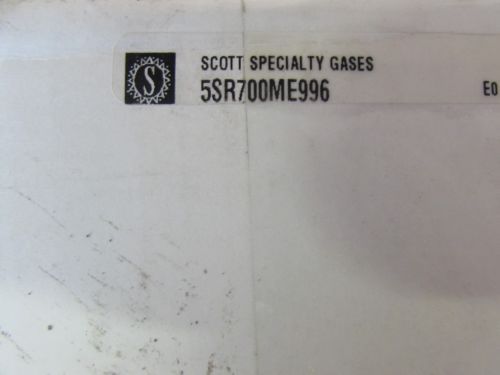 S
SCOTT SPECIALTY GASES
5SR700ME996
E0